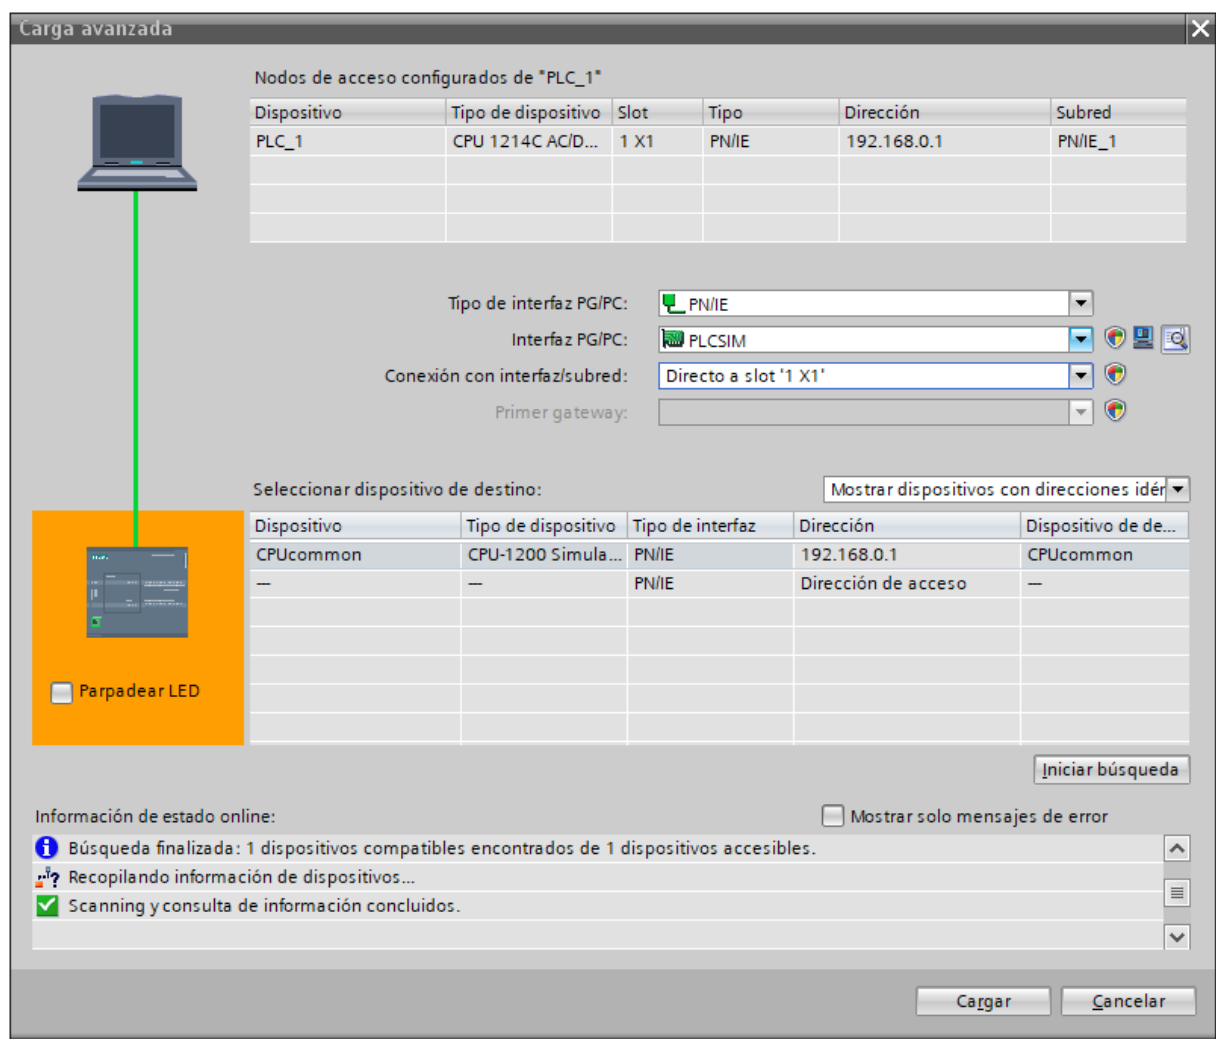 Carga avanzada
Nodos de acceso configurados de "PLC_1"
Dispositivo Tipo de dispositivo Slot Tipo Dirección Subred
PLC_1 CPU 1214C AC/D... 1 X1 PN/IE 192.168.0.1 PN/IE_1
Tipo de interfaz PG/PC: PN/IE
Interfaz PG/PC: PLCSIM
Conexión con interfaz/subred: Directo a slot '1 X1'
Primer gateway:
Seleccionar dispositivo de destino: Mostrar dispositivos con direcciones idér
Dispositivo Tipo de dispositivo Tipo de interfaz Dirección Dispositivo de de...
CPUcommon CPU-1200 Simula... PN/IE 192.168.0.1 CPUcommon
— — PN/IE Dirección de acceso —
Parpadear LED
Iniciar búsqueda
Información de estado online: Mostrar solo mensajes de error
Búsqueda finalizada: 1 dispositivos compatibles encontrados de 1 dispositivos accesibles.
Recopilando información de dispositivos...
Scanning y consulta de información concluidos.
Cargar Cancelar